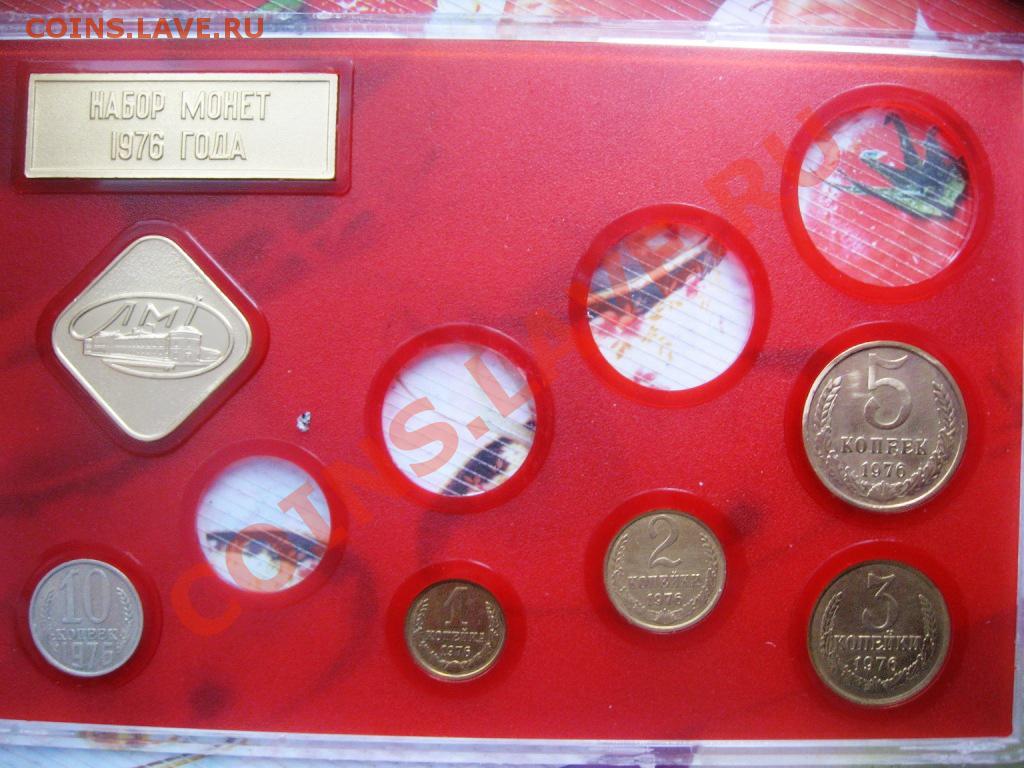 COINS.LAVE.RU
НАБОР МОНЕТ
1976 ГОДА
ЛМД
COINS.LAVE.RU
5
КОПЕЕК
1976
10
КОПЕЕК
1976
1
КОПЕЙКА
1976
2
КОПЕЙКИ
1976
3
КОПЕЙКИ
1976